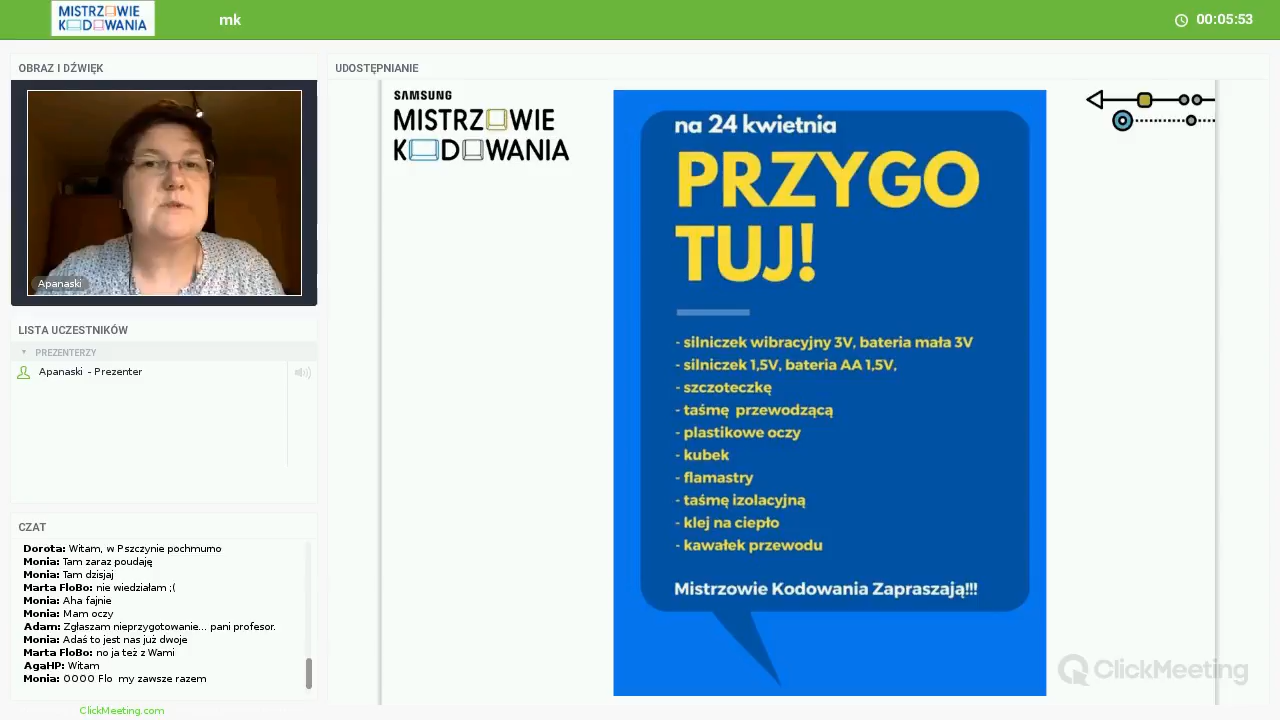 MISTRZOWIE
KODOWANIA
mk
00:05:53
OBRAZ I DŹWIĘK
Apanaski
LISTA UCZESTNIKÓW
PREZENTERZY
Apanaski - Prezenter
CZAT
Dorota: Witam, w Pszczynie pochmurno
Monia: Tam zaraz poudaję
Monia: Tam dzisjaj
Marta FloBo: nie wiedziałam ;(
Monia: Aha fajnie
Monia: Mam oczy
Adam: Zgłaszam nieprzygotowanie... pani profesor.
Monia: Adaś to jest nas już dwoje
Marta FloBo: no ja też z Wami
AgaHP: Witam
Monia: OOOO Flo my zawsze razem
ClickMeeting.com
UDOSTĘPNIANIE
SAMSUNG
MISTRZOWIE
KODOWANIA
na 24 kwietnia
PRZYGO
TUJ!
- silniczek wibracyjny 3V, bateria mała 3V
- silniczek 1,5V, bateria AA 1,5V,
- szczoteczkę
- taśmę przewodzącą
- plastikowe oczy
- kubek
- flamastry
- taśmę izolacyjną
- klej na ciepło
- kawałek przewodu
Mistrzowie Kodowania Zapraszają!!!
ClickMeeting